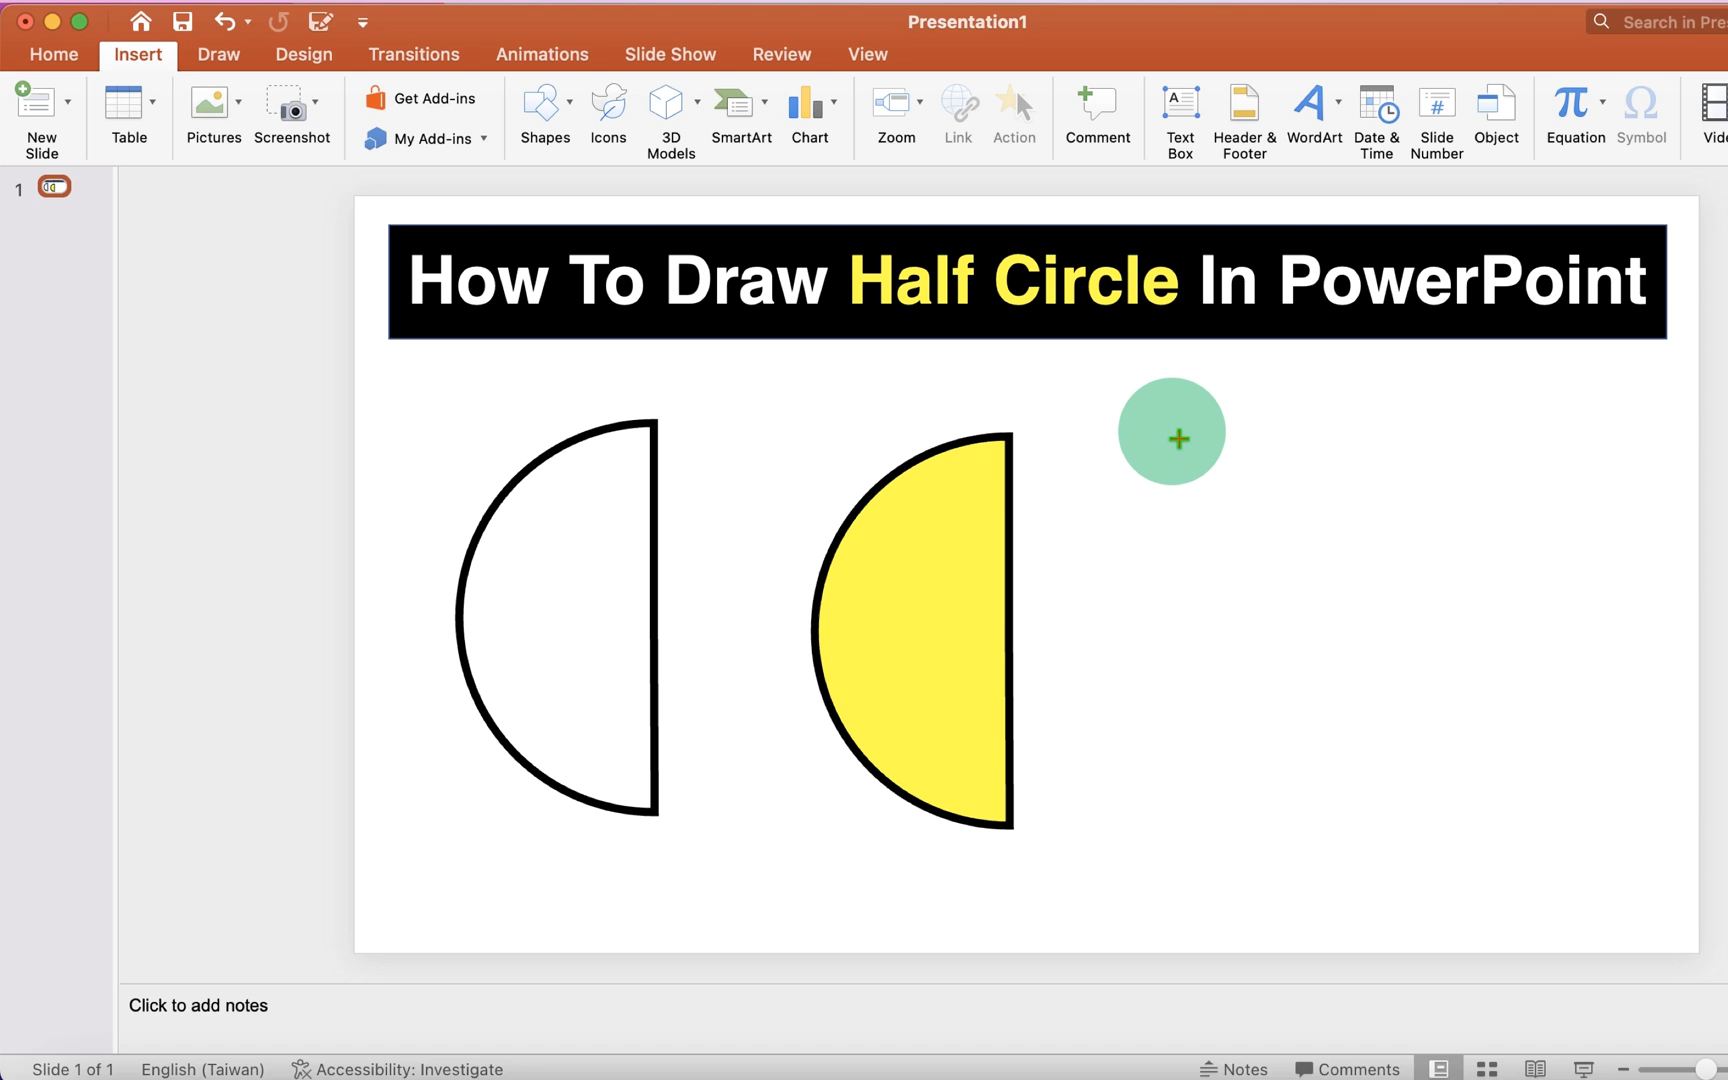 Presentation1
Search in Pres
Home Insert Draw Design Transitions Animations Slide Show Review View
New Slide
Table
Pictures
Screenshot
Get Add-ins
My Add-ins
Shapes
Icons
3D Models
SmartArt
Chart
Zoom
Link
Action
Comment
Text Box
Header & Footer
WordArt
Date & Time
Slide Number
Object
Equation
Symbol
Vide
1
How To Draw Half Circle In PowerPoint
Click to add notes
Slide 1 of 1 English (Taiwan) Accessibility: Investigate Notes Comments